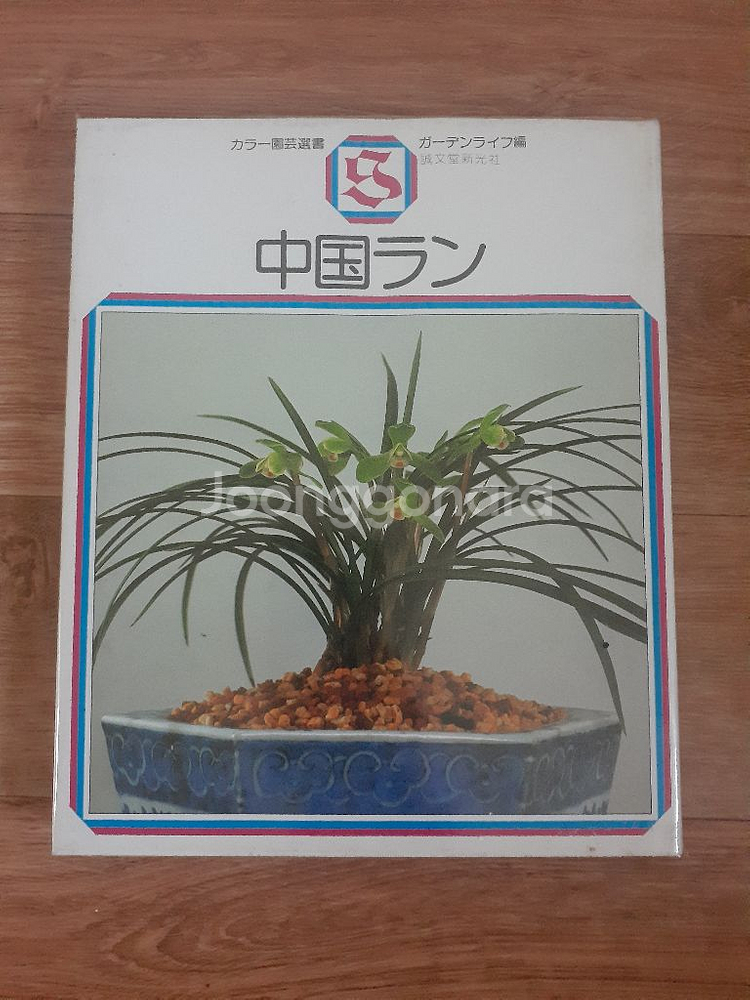 カラー園芸選書
S
ガーデンライフ編
誠文堂新光社
中国ラン
Joonggonara